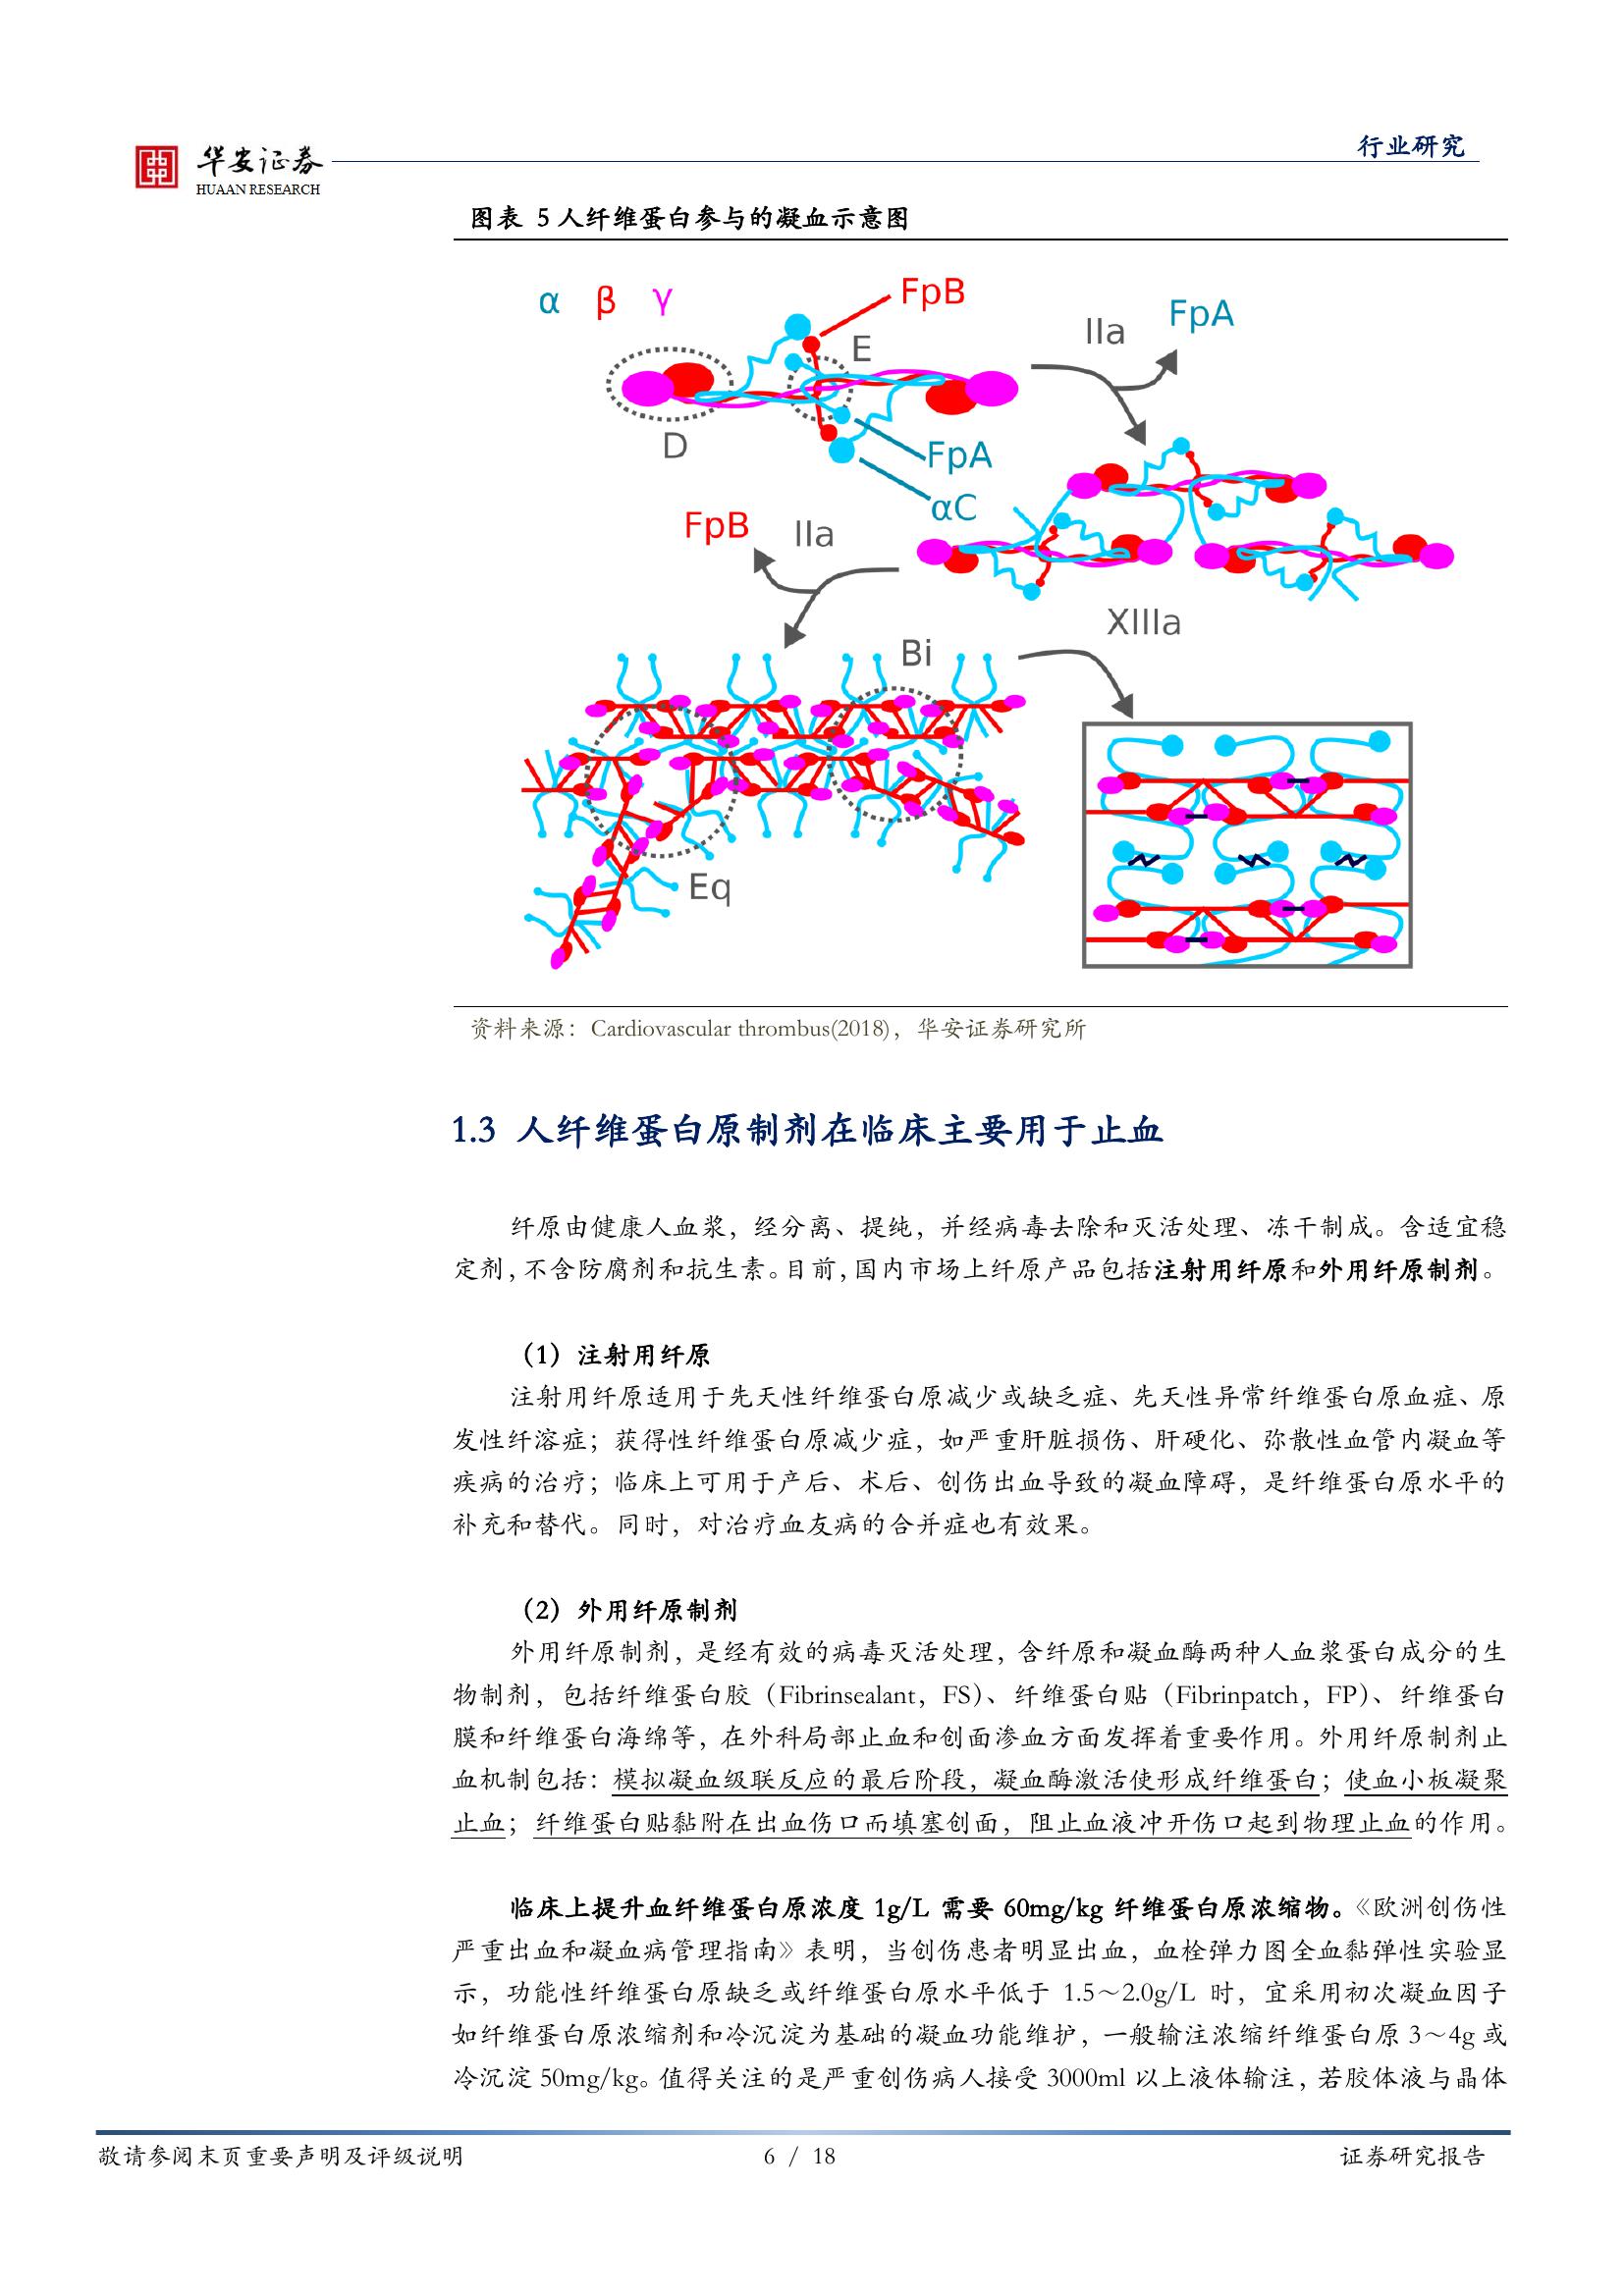 华安证券
HUAAN RESEARCH
行业研究
图表 5 人纤维蛋白参与的凝血示意图
α β γ
FpB
E
IIa
FpA
D
FpA
αC
FpB
IIa
XIIIa
Bi
Eq
资料来源：Cardiovascular thrombus(2018)，华安证券研究所
1.3 人纤维蛋白原制剂在临床主要用于止血
纤原由健康人血浆，经分离、提纯，并经病毒去除和灭活处理、冻干制成。含适宜稳
定剂，不含防腐剂和抗生素。目前，国内市场上纤原产品包括注射用纤原和外用纤原制剂。
（1）注射用纤原
注射用纤原适用于先天性纤维蛋白原减少或缺乏症、先天性异常纤维蛋白原血症、原
发性纤溶症；获得性纤维蛋白原减少症，如严重肝脏损伤、肝硬化、弥散性血管内凝血等
疾病的治疗；临床上可用于产后、术后、创伤出血导致的凝血障碍，是纤维蛋白原水平的
补充和替代。同时，对治疗血友病的合并症也有效果。
（2）外用纤原制剂
外用纤原制剂，是经有效的病毒灭活处理，含纤原和凝血酶两种人血浆蛋白成分的生
物制剂，包括纤维蛋白胶（Fibrinsealant，FS）、纤维蛋白贴（Fibrinpatch，FP）、纤维蛋白
膜和纤维蛋白海绵等，在外科局部止血和创面渗血方面发挥着重要作用。外用纤原制剂止
血机制包括：模拟凝血级联反应的最后阶段，凝血酶激活使形成纤维蛋白；使血小板凝聚
止血；纤维蛋白贴黏附在出血伤口而填塞创面，阻止血液冲开伤口起到物理止血的作用。
临床上提升血纤维蛋白原浓度 1g/L 需要 60mg/kg 纤维蛋白原浓缩物。《欧洲创伤性
严重出血和凝血病管理指南》表明，当创伤患者明显出血，血栓弹力图全血黏弹性实验显
示，功能性纤维蛋白原缺乏或纤维蛋白原水平低于 1.5～2.0g/L 时，宜采用初次凝血因子
如纤维蛋白原浓缩剂和冷沉淀为基础的凝血功能维护，一般输注浓缩纤维蛋白原 3～4g 或
冷沉淀 50mg/kg。值得关注的是严重创伤病人接受 3000ml 以上液体输注，若胶体液与晶体
敬请参阅末页重要声明及评级说明
6 / 18
证券研究报告